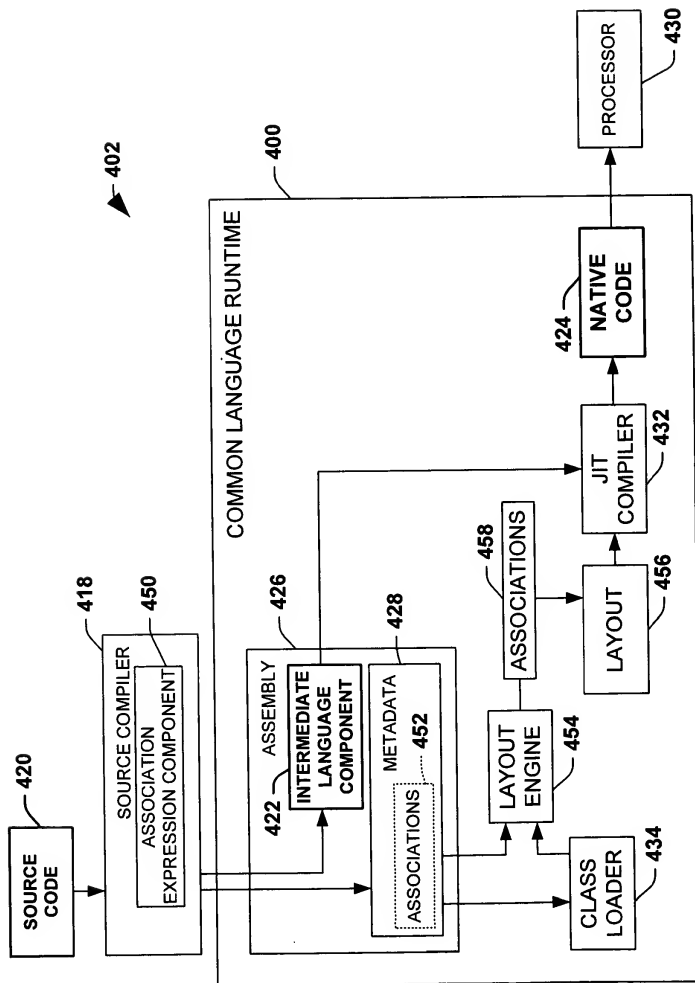 402
420
SOURCE
CODE
418
SOURCE COMPILER
450
ASSOCIATION
EXPRESSION COMPONENT
400
COMMON LANGUAGE RUNTIME
426
ASSEMBLY
422
INTERMEDIATE
LANGUAGE
COMPONENT
428
METADATA
452
ASSOCIATIONS
434
CLASS
LOADER
454
LAYOUT
ENGINE
458
ASSOCIATIONS
456
LAYOUT
432
JIT
COMPILER
424
NATIVE
CODE
430
PROCESSOR